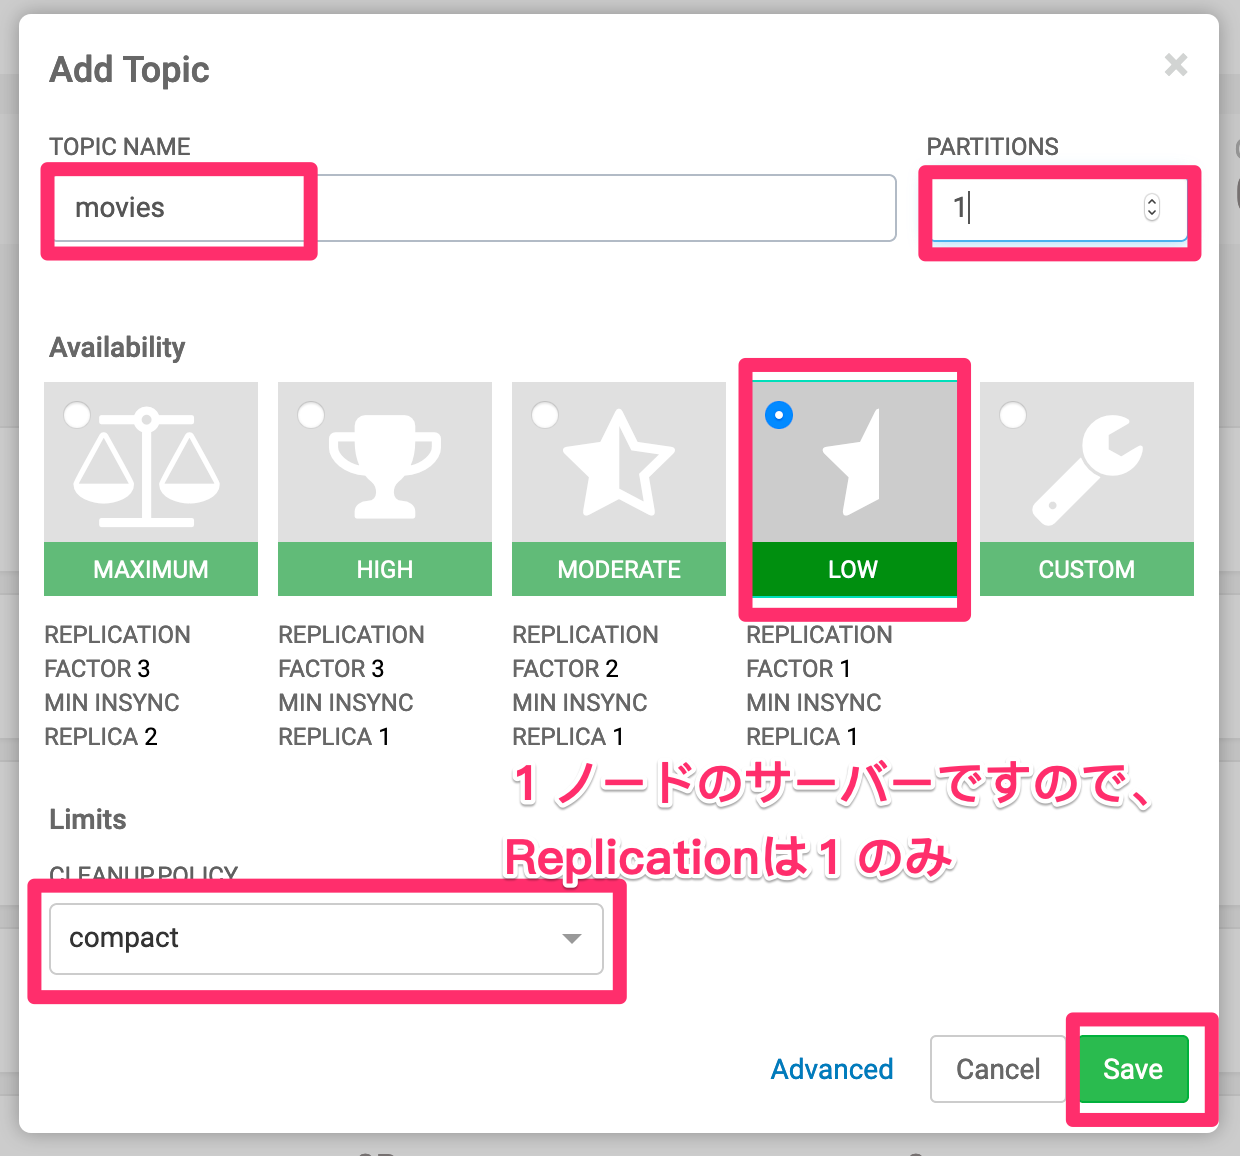 Add Topic
TOPIC NAME
PARTITIONS
movies
1
Availability
MAXIMUM
HIGH
MODERATE
LOW
CUSTOM
REPLICATION
FACTOR 3
MIN INSYNC
REPLICA 2
REPLICATION
FACTOR 3
MIN INSYNC
REPLICA 1
REPLICATION
FACTOR 2
MIN INSYNC
REPLICA 1
REPLICATION
FACTOR 1
MIN INSYNC
REPLICA 1
1 ノードのサーバーですので、
Replicationは1 のみ
Limits
CLEANUP.POLICY
compact
Advanced
Cancel
Save